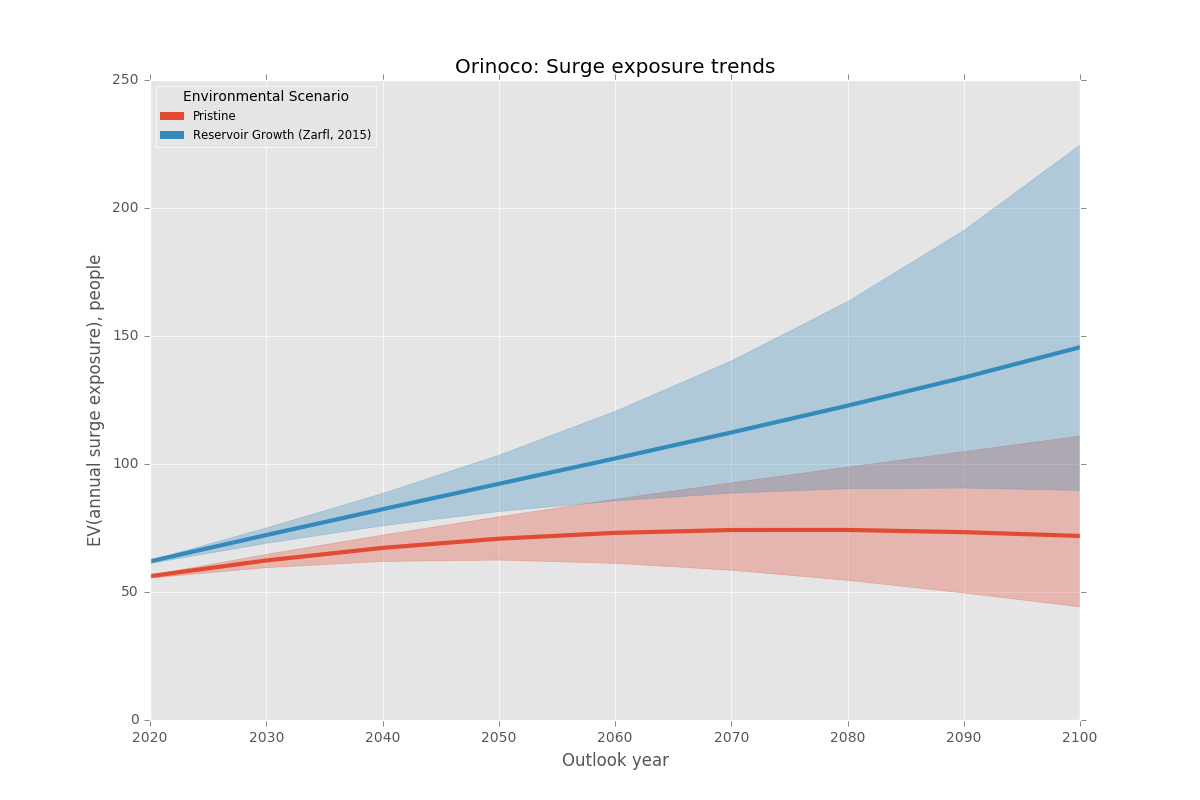 Orinoco: Surge exposure trends
Environmental Scenario
Pristine
Reservoir Growth (Zarfl, 2015)
EV(annual surge exposure), people
250
200
150
100
50
0
2020 2030 2040 2050 2060 2070 2080 2090 2100
Outlook year